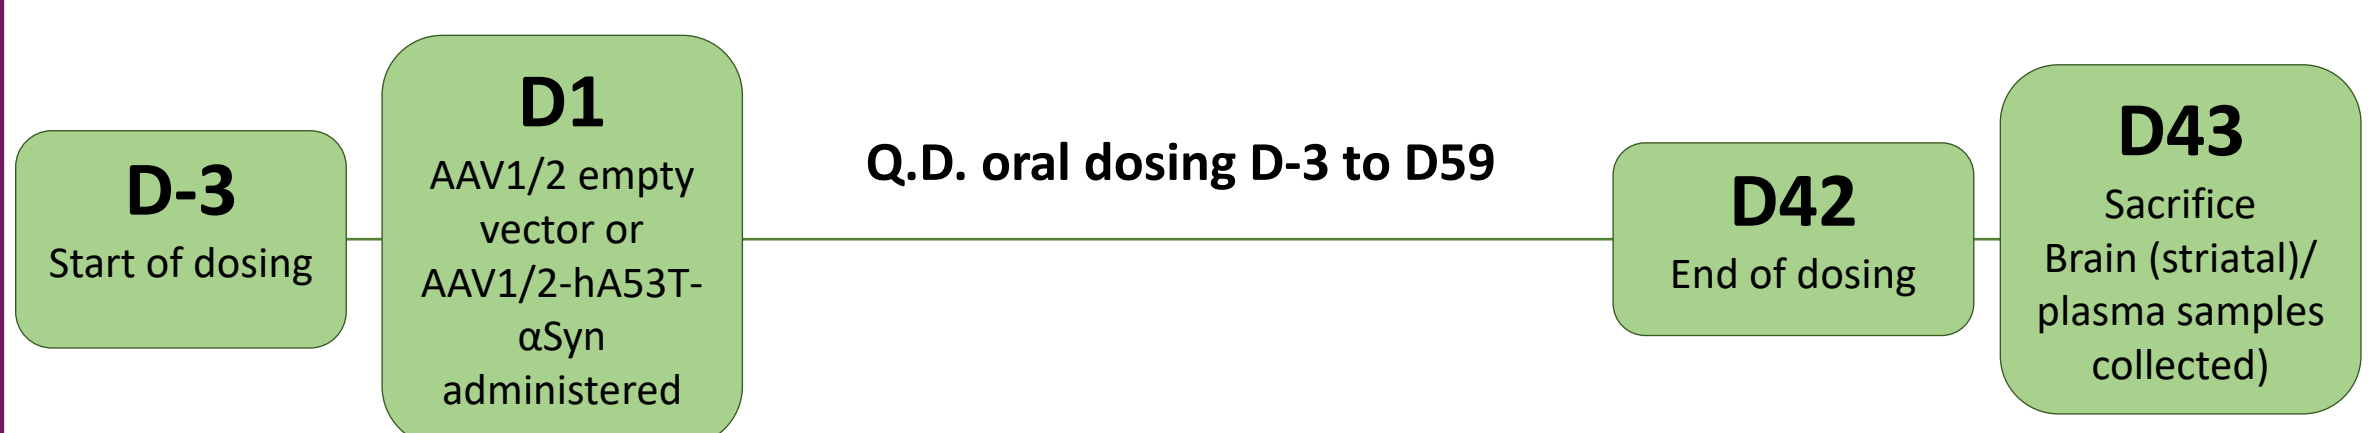 D-3
Start of dosing
D1
AAV1/2 empty
vector or
AAV1/2-hA53T-
αSyn
administered
Q.D. oral dosing D-3 to D59
D42
End of dosing
D43
Sacrifice
Brain (striatal)/
plasma samples
collected)